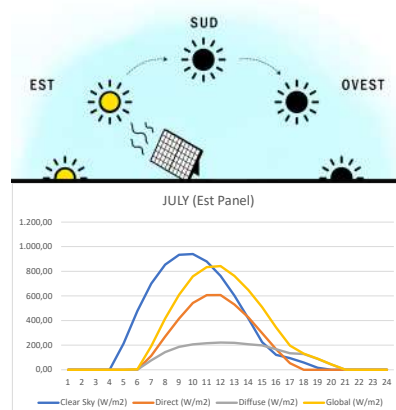 SUD
EST
OVEST
JULY (Est Panel)
1.200,00
1.000,00
800,00
600,00
400,00
200,00
0,00
1 2 3 4 5 6 7 8 9 10 11 12 13 14 15 16 17 18 19 20 21 22 23 24
Clear Sky (W/m2) Direct (W/m2) Diffuse (W/m2) Global (W/m2)